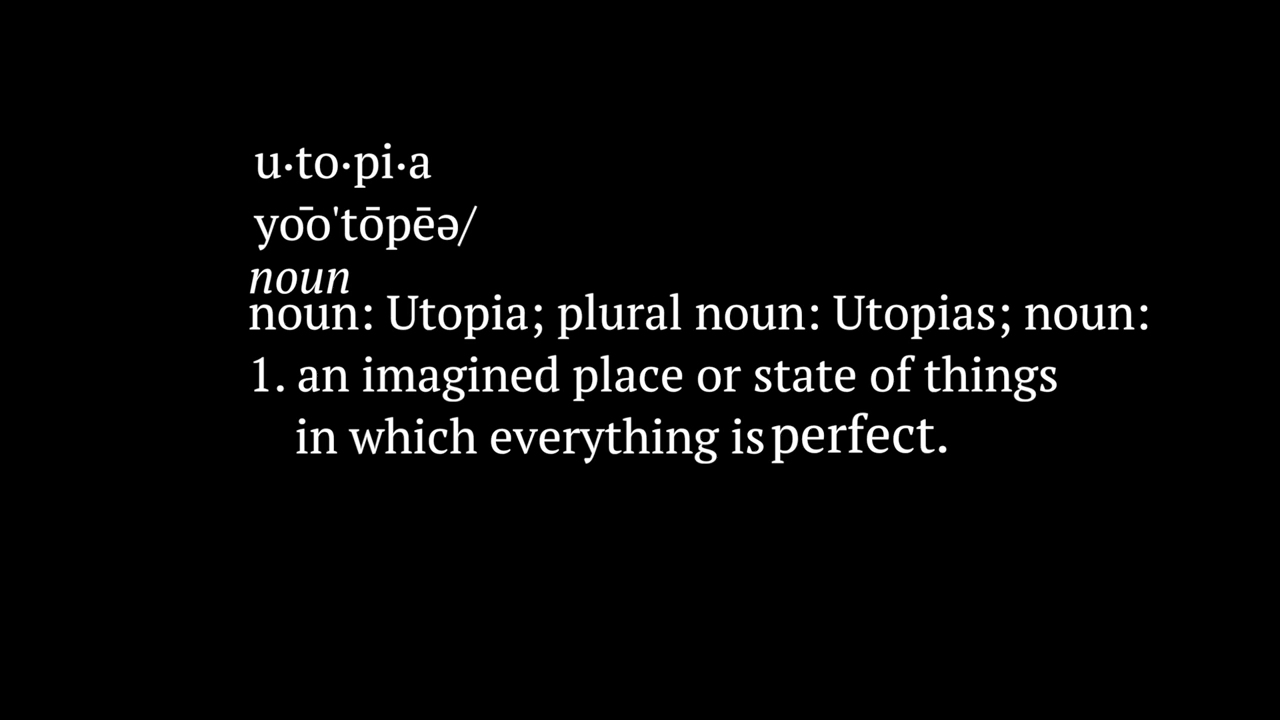 u·to·pi·a
yo͞o'tōpēə/
noun
noun: Utopia; plural noun: Utopias; noun:
1. an imagined place or state of things
in which everything is perfect.